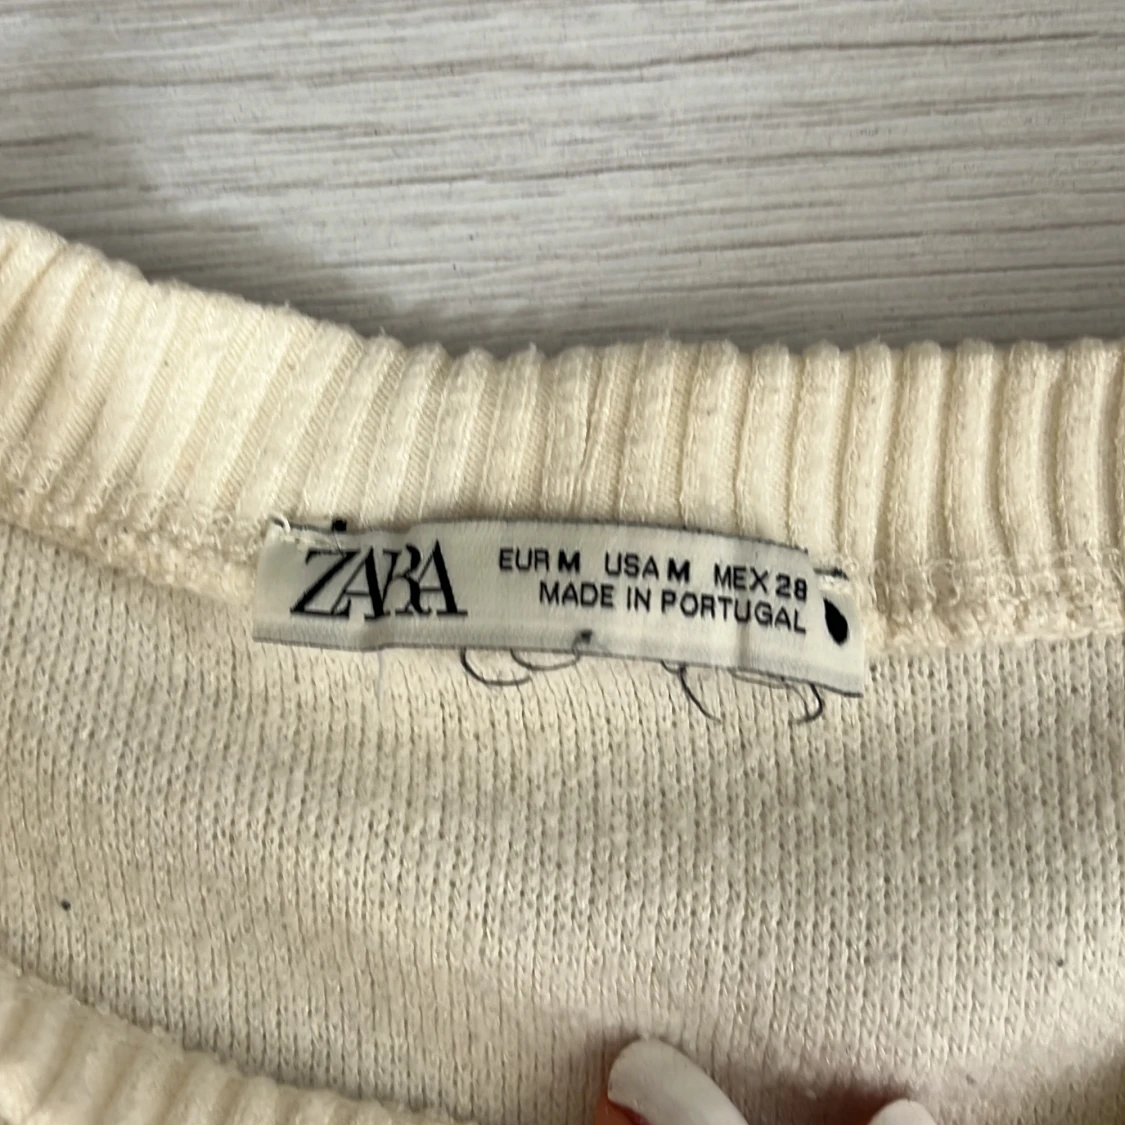 ZARA
EUR M USA M MEX 28
MADE IN PORTUGAL